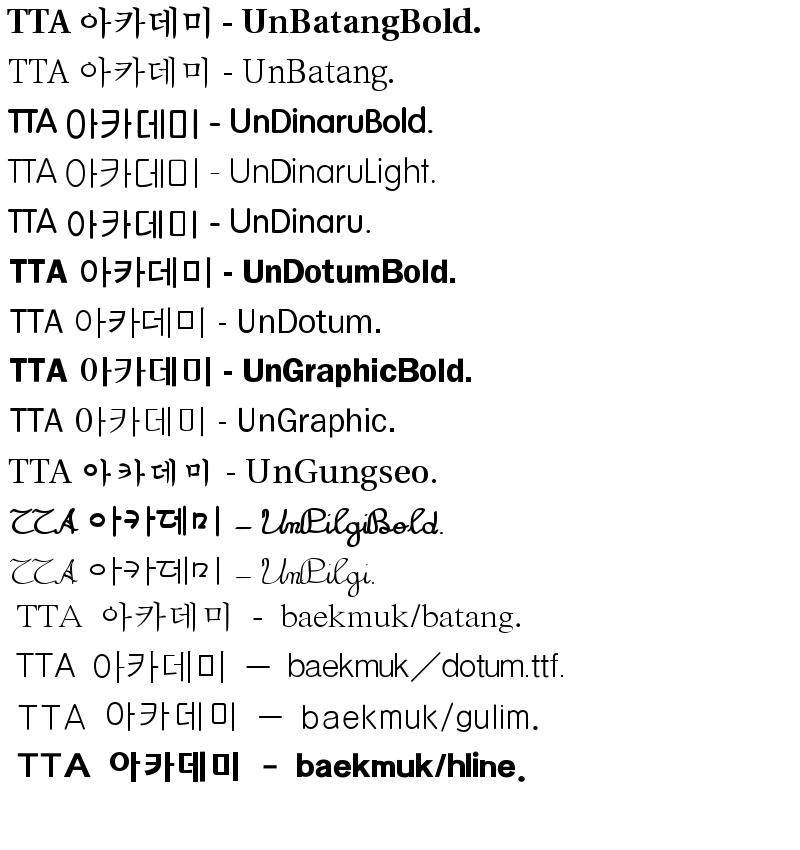 TTA 아카데미 - UnBatangBold.
TTA 아카데미 - UnBatang.
TTA 아카데미 - UnDinaruBold.
TTA 아카데미 - UnDinaruLight.
TTA 아카데미 - UnDinaru.
TTA 아카데미 - UnDotumBold.
TTA 아카데미 - UnDotum.
TTA 아카데미 - UnGraphicBold.
TTA 아카데미 - UnGraphic.
TTA 아카데미 - UnGungseo.
TTA 아카데미 - UnPilgiBold.
TTA 아카데미 - UnPilgi.
TTA 아카데미 - baekmuk/batang.
TTA 아카데미 - baekmuk/dotum.ttf.
TTA 아카데미 - baekmuk/gulim.
TTA 아카데미 - baekmuk/hline.